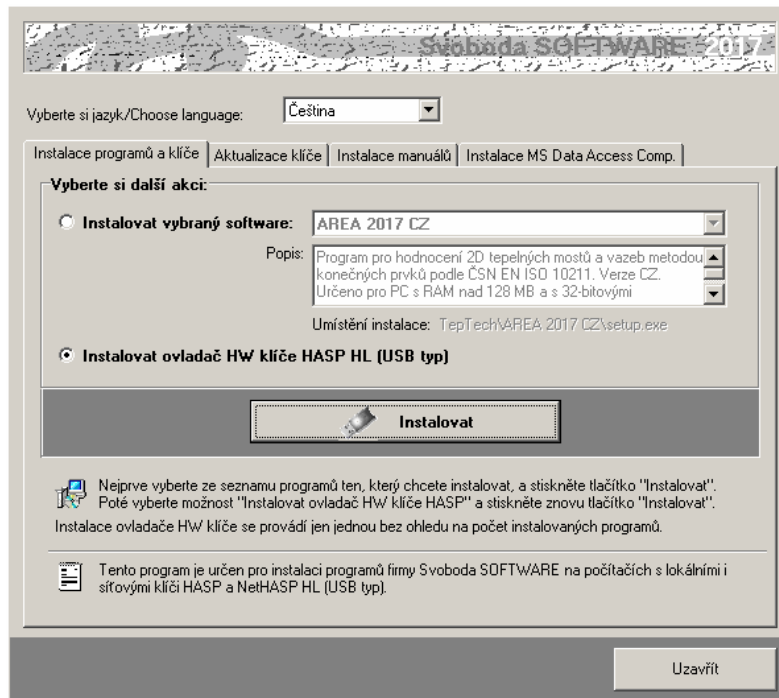 Svoboda SOFTWARE 2017
Vyberte si jazyk/Choose language: Čeština
Instalace programů a klíče Aktualizace klíče Instalace manuálů Instalace MS Data Access Comp.
Vyberte si další akci:
Instalovat vybraný software: AREA 2017 CZ
Popis: Program pro hodnocení 2D tepelných mostů a vazeb metodou
konečných prvků podle ČSN EN ISO 10211. Verze CZ.
Určeno pro PC s RAM nad 128 MB a s 32-bitovými
Umístění instalace: TepTech\AREA 2017 CZ\setup.exe
Instalovat ovladač HW klíče HASP HL (USB typ)
Instalovat
Nejprve vyberte ze seznamu programů ten, který chcete instalovat, a stiskněte tlačítko "Instalovat".
Poté vyberte možnost "Instalovat ovladač HW klíče HASP" a stiskněte znovu tlačítko "Instalovat".
Instalace ovladače HW klíče se provádí jen jednou bez ohledu na počet instalovaných programů.
Tento program je určen pro instalaci programů firmy Svoboda SOFTWARE na počítačích s lokálními i
síťovými klíči HASP a NetHASP HL (USB typ).
Uzavřít